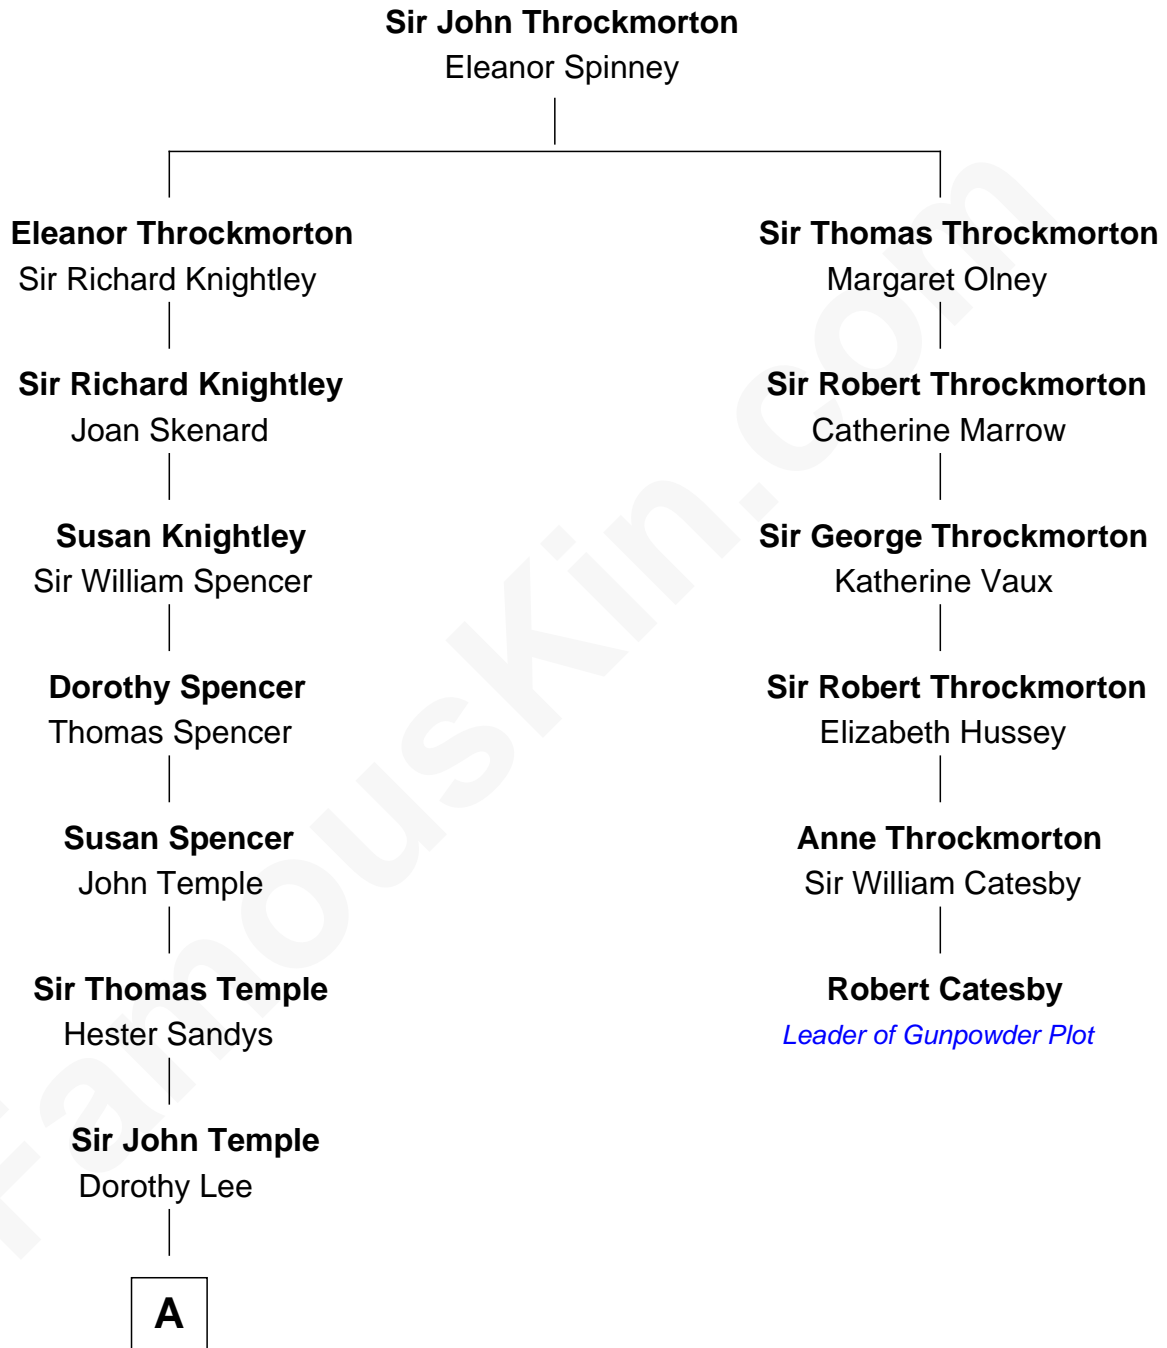 Sir John Throckmorton
Eleanor Spinney
Eleanor Throckmorton
Sir Richard Knightley
Sir Thomas Throckmorton
Margaret Olney
Sir Richard Knightley
Joan Skenard
Sir Robert Throckmorton
Catherine Marrow
Susan Knightley
Sir William Spencer
Sir George Throckmorton
Katherine Vaux
Dorothy Spencer
Thomas Spencer
Sir Robert Throckmorton
Elizabeth Hussey
Susan Spencer
John Temple
Anne Throckmorton
Sir William Catesby
Sir Thomas Temple
Hester Sandys
Robert Catesby
Leader of Gunpowder Plot
Sir John Temple
Dorothy Lee
A
FamousKin.com